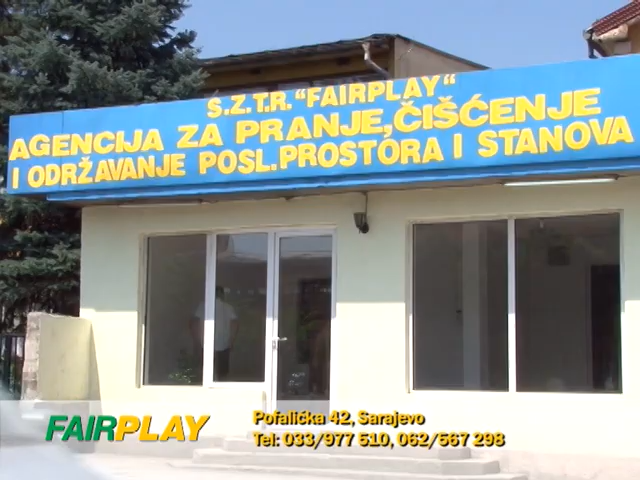 S.Z.T.R. "FAIRPLAY"
AGENCIJA ZA PRANJE,ČIŠĆENJE
I ODRŽAVANJE POSL.PROSTORA I STANOVA
FAIRPLAY
Pofalićka 42, Sarajevo
Tel: 033/977 510, 062/567 298